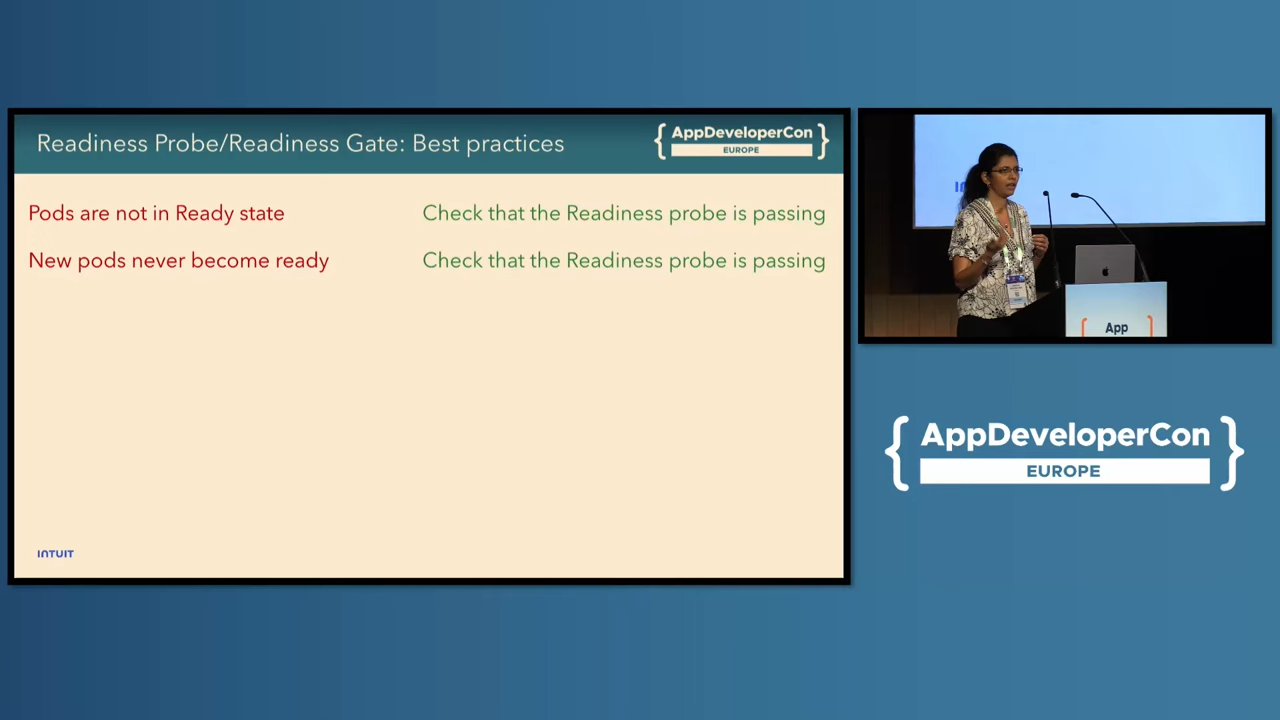 Readiness Probe/Readiness Gate: Best practices
{ AppDeveloperCon }
EUROPE
Pods are not in Ready state
Check that the Readiness probe is passing
New pods never become ready
Check that the Readiness probe is passing
INTUIT
{ App }
{ AppDeveloperCon }
EUROPE